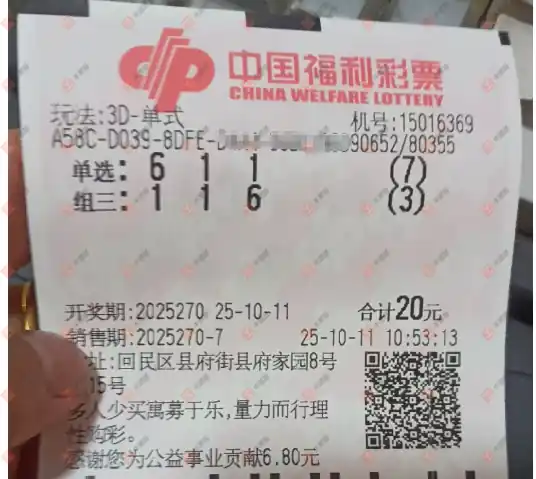 中国福利彩票
CHINA WELFARE LOTTERY
玩法:3D-单式 机号:15016369
A58C-D039-8DFE- 90652/80355
单选: 6 1 1 (7)
组三: 1 1 6 (3)
开奖期:2025270 25-10-11 合计20元
销售期:2025270-7 25-10-11 10:53:13
址:回民区县府街县府家园8号
15号
多人少买寓募于乐,量力而行理
性购彩。
感谢您为公益事业贡献6.80元